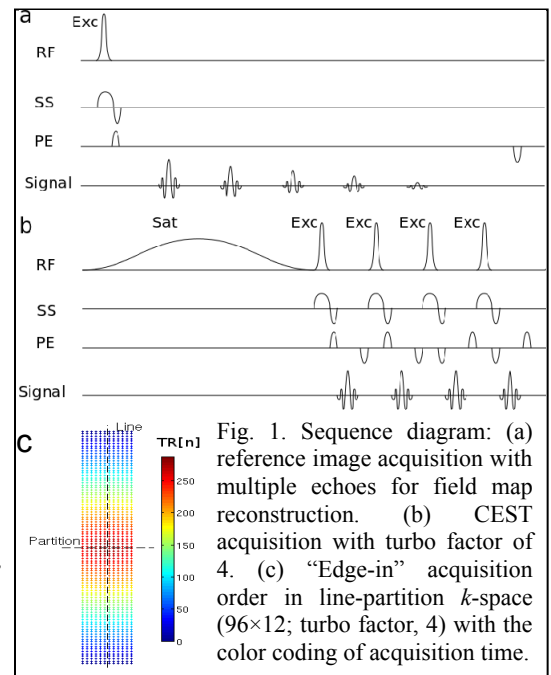 a
Exc
RF
SS
PE
Signal
b
Sat
Exc Exc Exc Exc
RF
SS
PE
Signal
c
Line
TR[n]
Partition
250
200
150
100
50
0
Fig. 1. Sequence diagram: (a)
reference image acquisition with
multiple echoes for field map
reconstruction. (b) CEST
acquisition with turbo factor of
4. (c) “Edge-in” acquisition
order in line-partition k-space
(96×12; turbo factor, 4) with the
color coding of acquisition time.